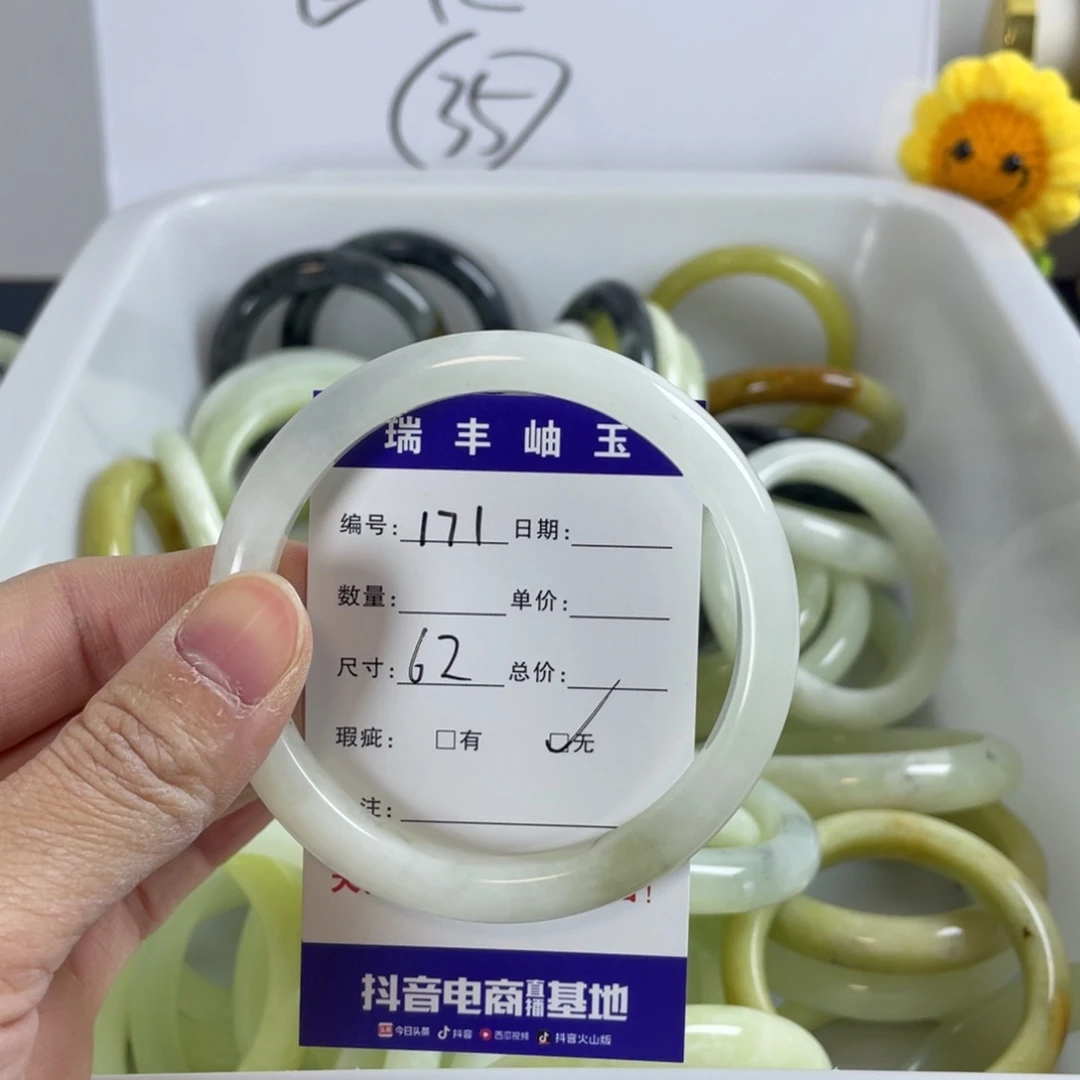 (35)
瑞丰岫玉
编号: 171 日期:
数量: 单价:
尺寸: 62 总价:
瑕疵: □有 ☑无
注:
抖音电商直播基地
今日头条 抖音 西瓜视频 抖音火山版